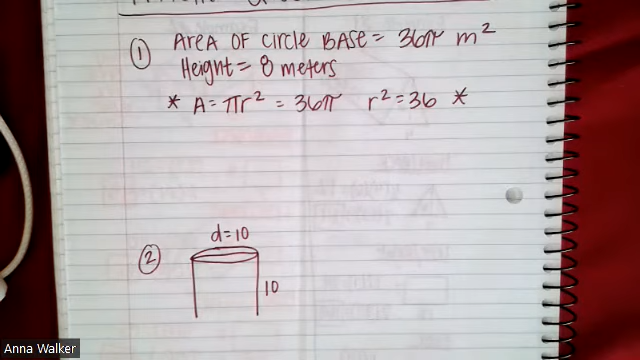 ① AREA OF CIRCLE BASE = 36π m²
Height = 8 meters
* A = πr² = 36π r² = 36 *
② d=10
10
Anna Walker